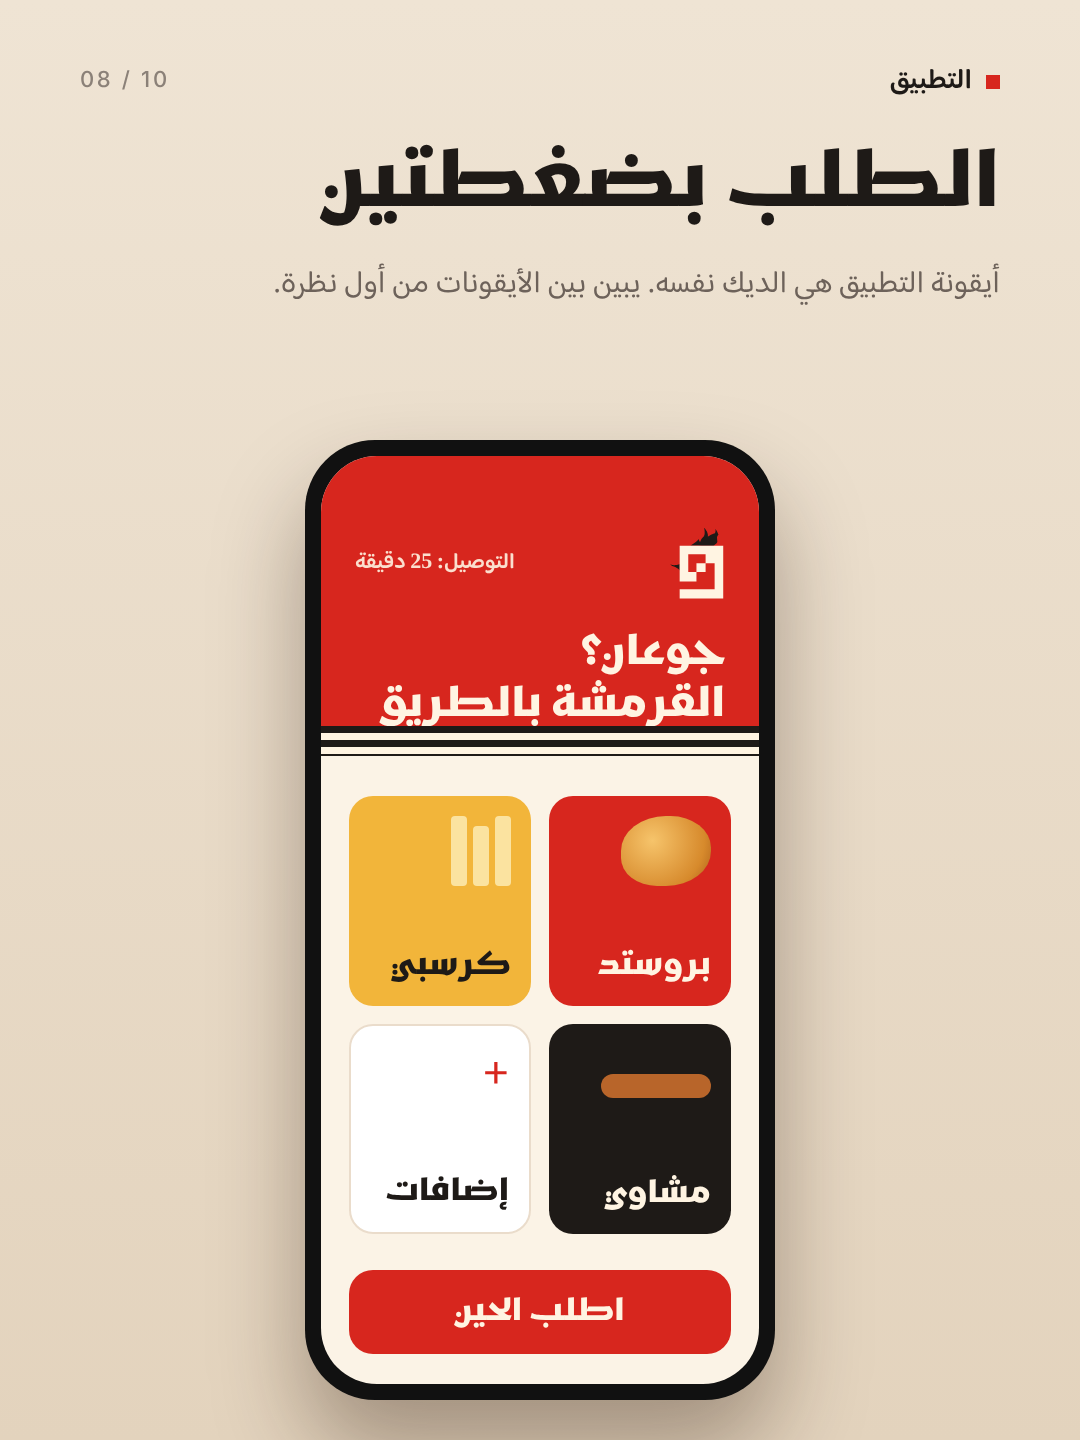 التطبيق
08 / 10
الطلب بضغطتين
أيقونة التطبيق هي الديك نفسه. يبين بين الأيقونات من أول نظرة.
التوصيل: 25 دقيقة
جوعان؟
القرمشة بالطريق
بروستد
كرسبي
مشاوي
إضافات
اطلب الحين